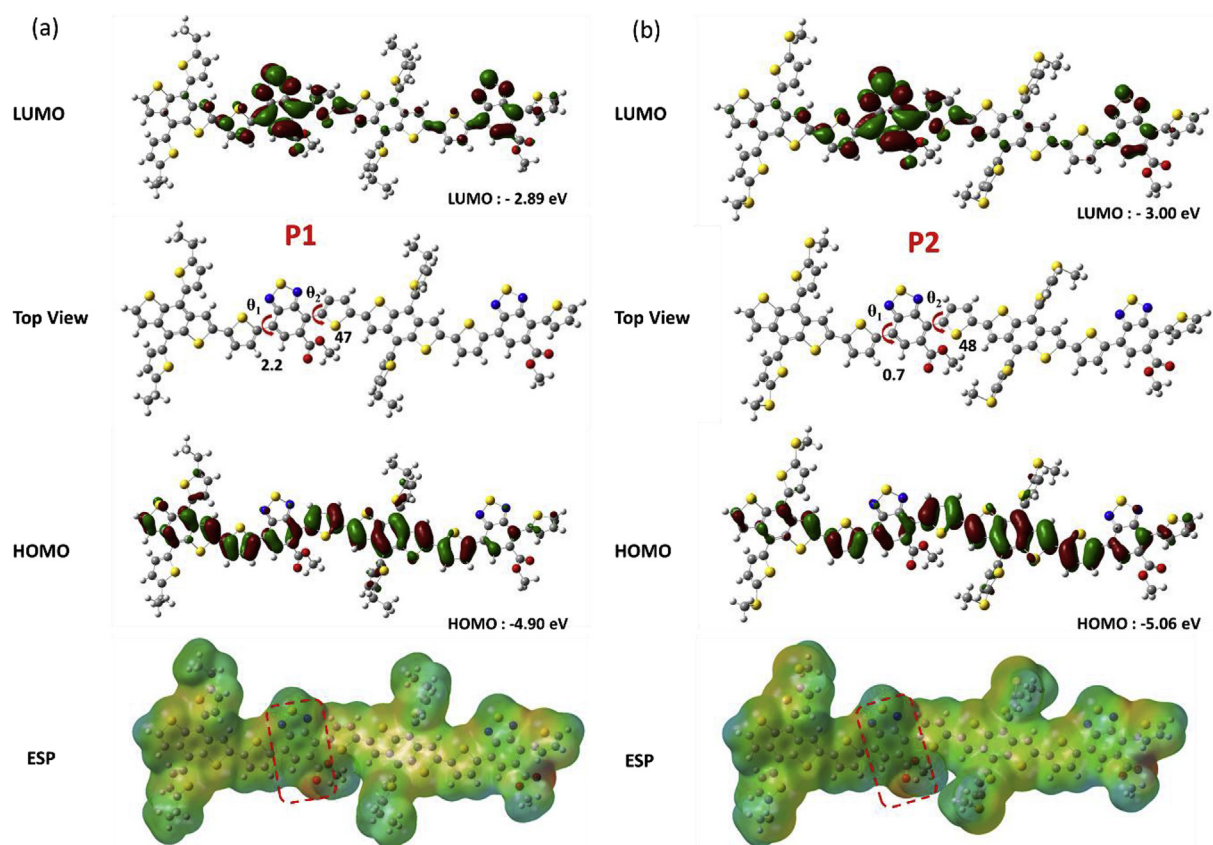 (a)
(b)
LUMO
LUMO
LUMO : - 2.89 eV
LUMO : - 3.00 eV
P1
P2
Top View
θ1
θ2
47
2.2
Top View
θ1
θ2
48
0.7
HOMO
HOMO
HOMO : -4.90 eV
HOMO : -5.06 eV
ESP
ESP